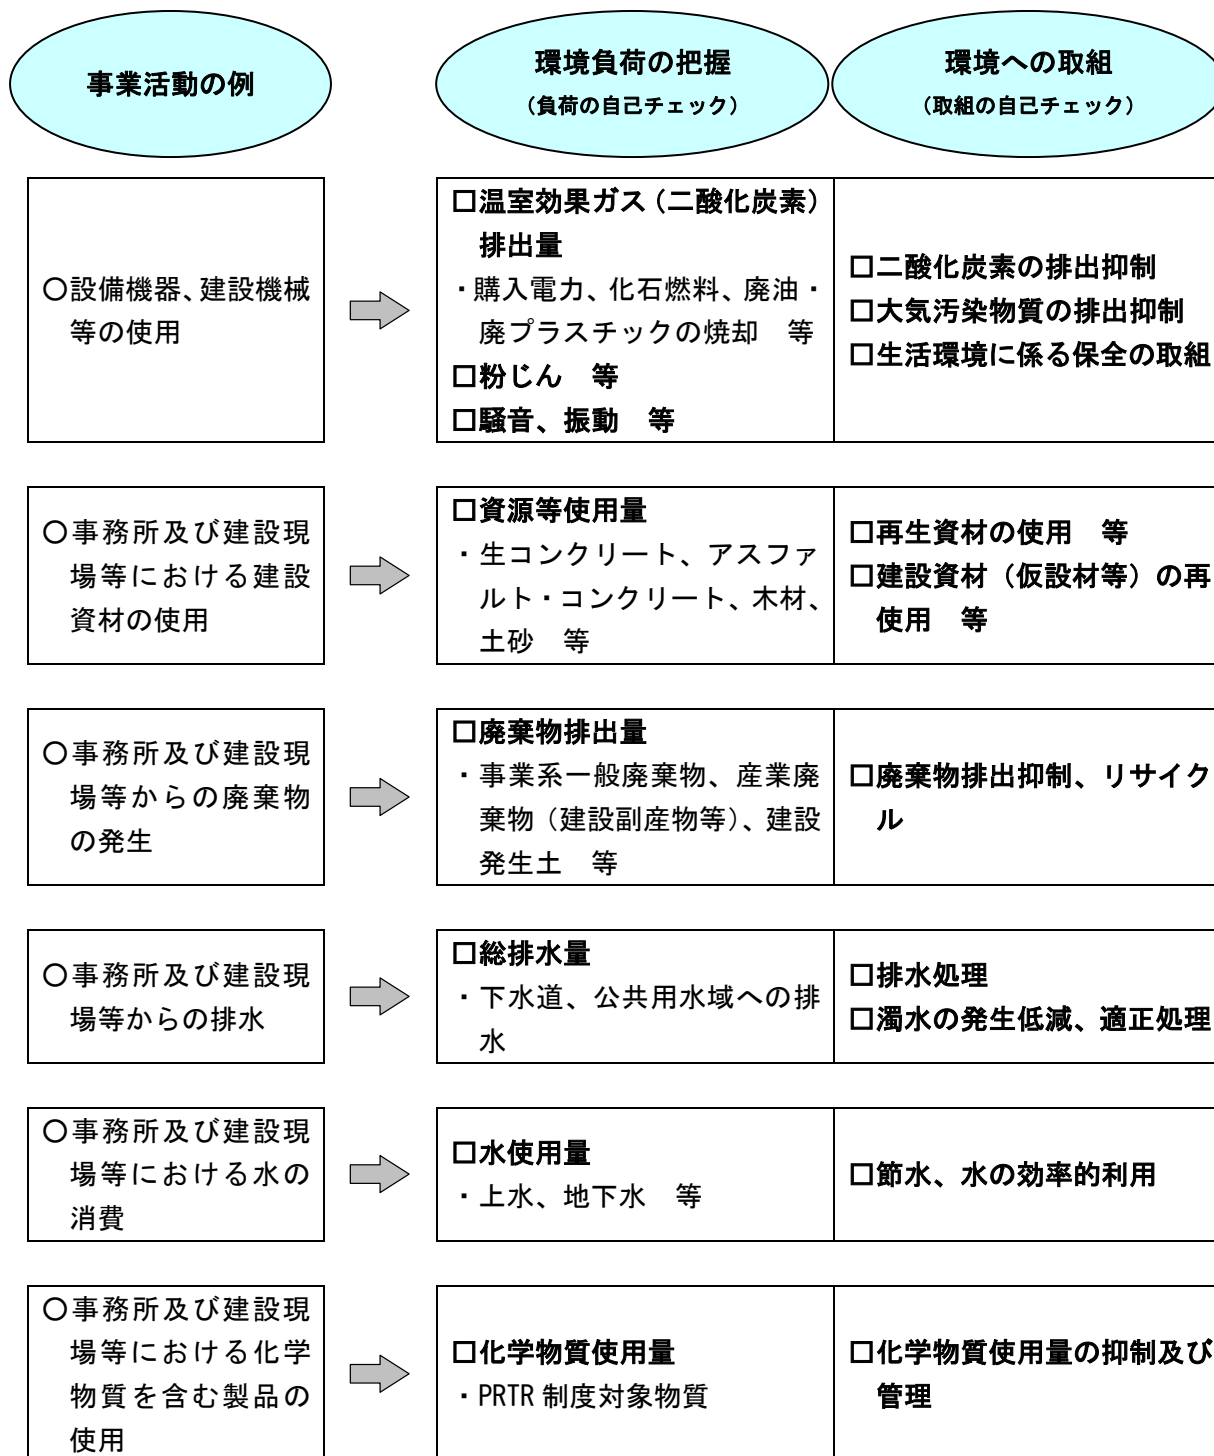 事業活動の例
環境負荷の把握
（負荷の自己チェック）
環境への取組
（取組の自己チェック）
〇設備機器、建設機械
等の使用
□温室効果ガス（二酸化炭素）
排出量
・購入電力、化石燃料、廃油・
廃プラスチックの焼却　等
□粉じん　等
□騒音、振動　等
□二酸化炭素の排出抑制
□大気汚染物質の排出抑制
□生活環境に係る保全の取組
〇事務所及び建設現
場等における建設
資材の使用
□資源等使用量
・生コンクリート、アスファ
ルト・コンクリート、木材、
土砂　等
□再生資材の使用　等
□建設資材（仮設材等）の再
使用　等
〇事務所及び建設現
場等からの廃棄物
の発生
□廃棄物排出量
・事業系一般廃棄物、産業廃
棄物（建設副産物等）、建設
発生土　等
□廃棄物排出抑制、リサイク
ル
〇事務所及び建設現
場等からの排水
□総排水量
・下水道、公共用水域への排
水
□排水処理
□濁水の発生低減、適正処理
〇事務所及び建設現
場等における水の
消費
□水使用量
・上水、地下水　等
□節水、水の効率的利用
〇事務所及び建設現
場等における化学
物質を含む製品の
使用
□化学物質使用量
・PRTR 制度対象物質
□化学物質使用量の抑制及び
管理